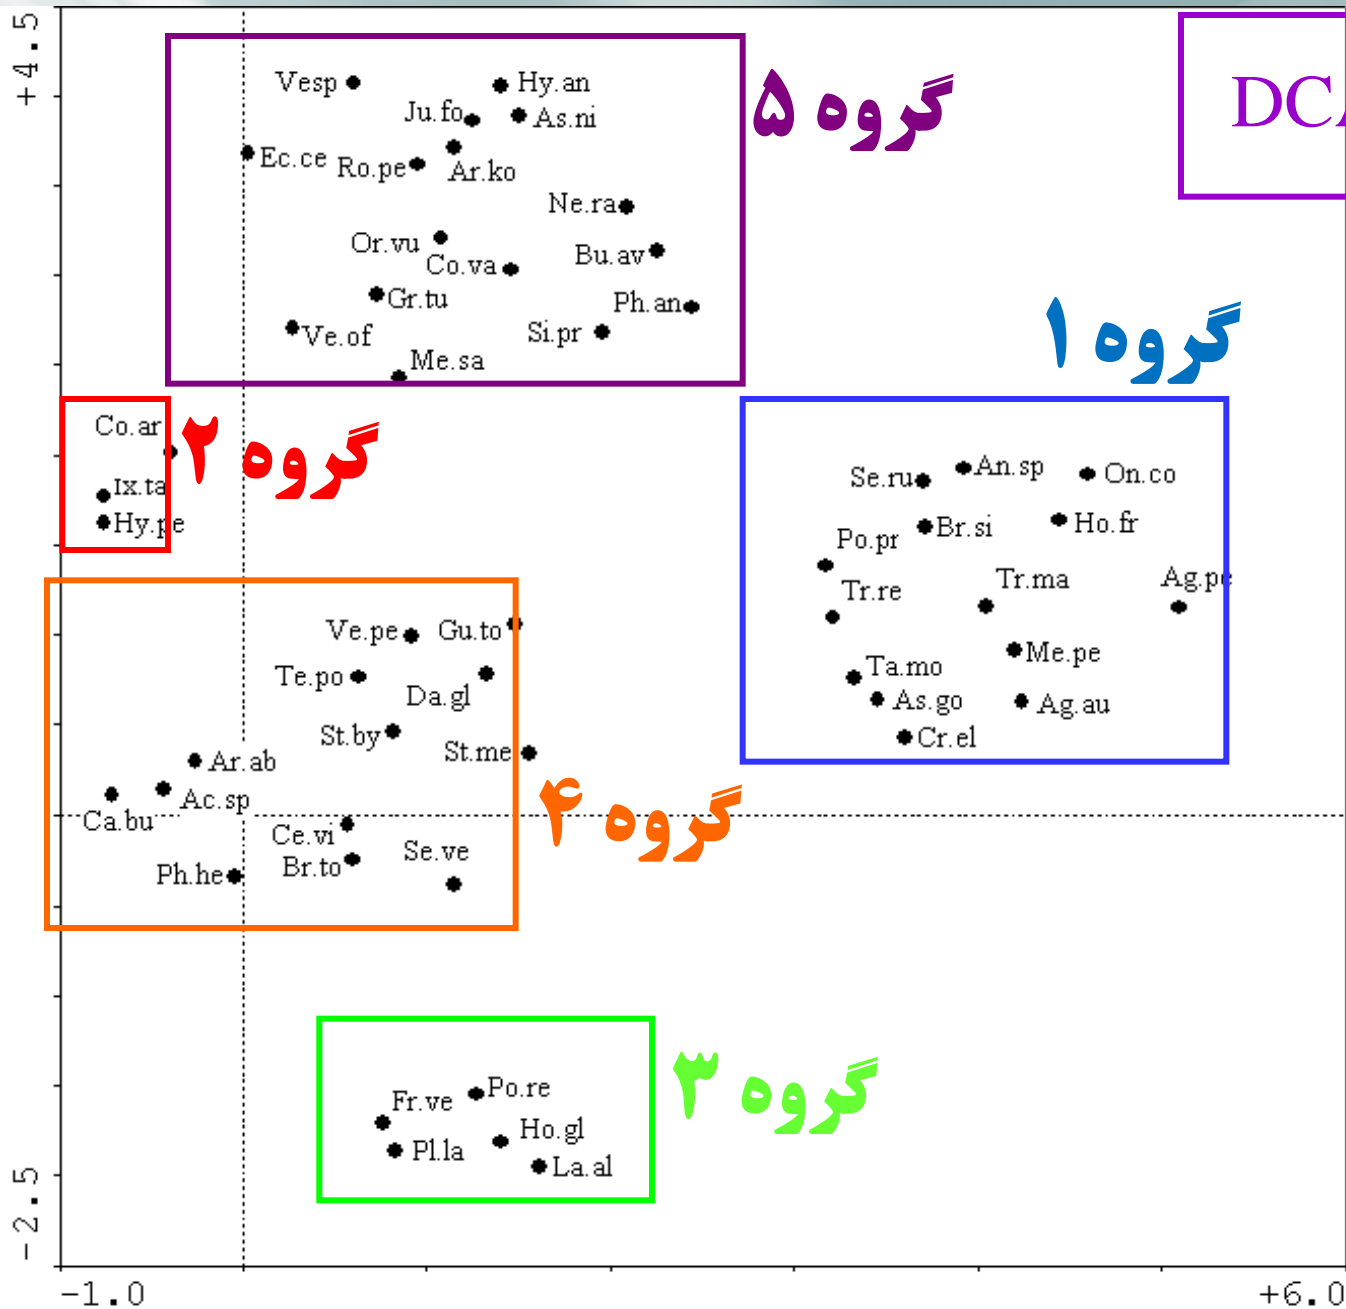 +4.5
DCA
Vesp
Hy.an
Ju.fo
As.ni
گروه ۵
Ec.ce
Ro.pe
Ar.ko
Ne.ra
Or.vu
Co.va
Bu.av
Gr.tu
Ph.an
Ve.of
Si.pr
Me.sa
گروه ۱
Co.ar
گروه ۲
Ix.ta
Hy.pe
Se.ru
An.sp
On.co
Br.si
Ho.fr
Po.pr
Tr.re
Tr.ma
Ag.pe
Me.pe
Ta.mo
As.go
Ag.au
Cr.el
Ve.pe
Gu.to
Te.po
Da.gl
St.by
St.me
Ar.ab
Ac.sp
Ca.bu
گروه ۴
Ce.vi
Se.ve
Br.to
Ph.he
گروه ۳
Po.re
Fr.ve
Ho.gl
Pl.la
La.al
-2.5
-1.0
+6.0